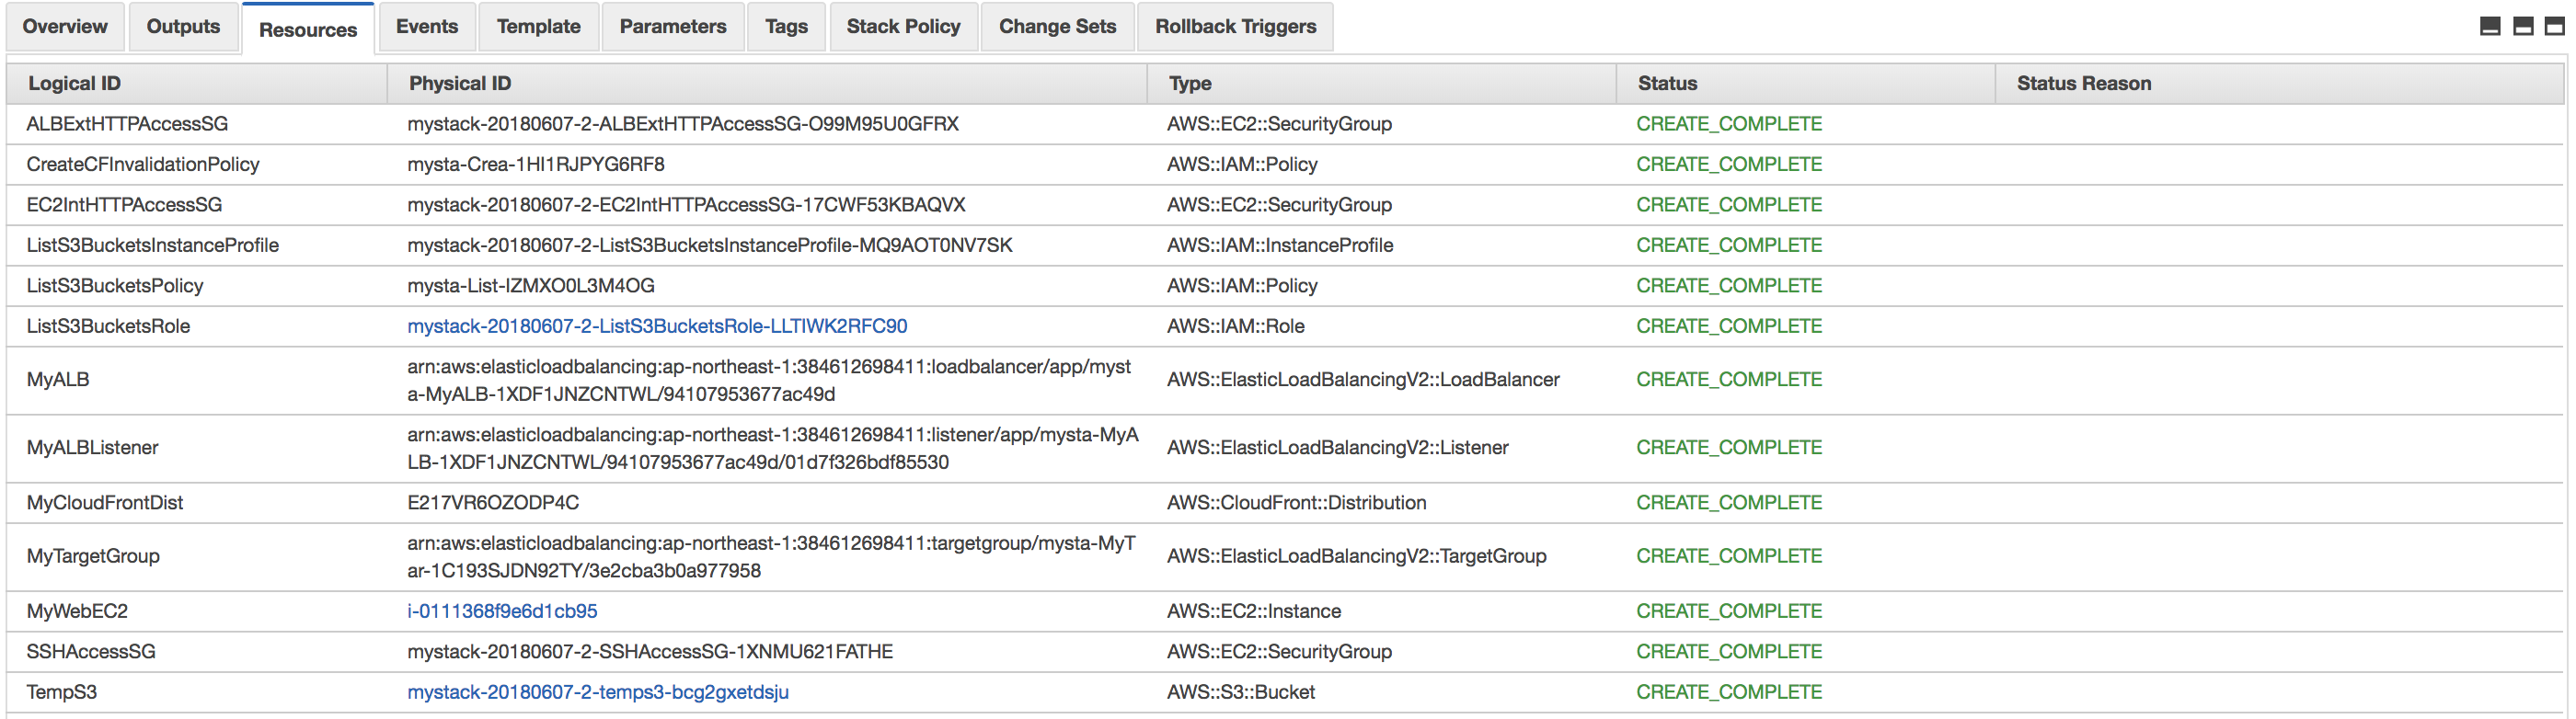 Overview Outputs Resources Events Template Parameters Tags Stack Policy Change Sets Rollback Triggers
Logical ID Physical ID Type Status Status Reason
ALBExtHTTPAccessSG mystack-20180607-2-ALBExtHTTPAccessSG-O99M95U0GFRX AWS::EC2::SecurityGroup CREATE_COMPLETE
CreateCFInvalidationPolicy mysta-Crea-1HI1RJPYG6RF8 AWS::IAM::Policy CREATE_COMPLETE
EC2IntHTTPAccessSG mystack-20180607-2-EC2IntHTTPAccessSG-17CWF53KBAQVX AWS::EC2::SecurityGroup CREATE_COMPLETE
ListS3BucketsInstanceProfile mystack-20180607-2-ListS3BucketsInstanceProfile-MQ9AOT0NV7SK AWS::IAM::InstanceProfile CREATE_COMPLETE
ListS3BucketsPolicy mysta-List-IZMXO0L3M4OG AWS::IAM::Policy CREATE_COMPLETE
ListS3BucketsRole mystack-20180607-2-ListS3BucketsRole-LLTIWK2RFC90 AWS::IAM::Role CREATE_COMPLETE
MyALB arn:aws:elasticloadbalancing:ap-northeast-1:384612698411:loadbalancer/app/myst
a-MyALB-1XDF1JNZCNTWL/94107953677ac49d AWS::ElasticLoadBalancingV2::LoadBalancer CREATE_COMPLETE
MyALBListener arn:aws:elasticloadbalancing:ap-northeast-1:384612698411:listener/app/mysta-MyA
LB-1XDF1JNZCNTWL/94107953677ac49d/01d7f326bdf85530 AWS::ElasticLoadBalancingV2::Listener CREATE_COMPLETE
MyCloudFrontDist E217VR6OZODP4C AWS::CloudFront::Distribution CREATE_COMPLETE
MyTargetGroup arn:aws:elasticloadbalancing:ap-northeast-1:384612698411:targetgroup/mysta-MyT
ar-1C193SJDN92TY/3e2cba3b0a977958 AWS::ElasticLoadBalancingV2::TargetGroup CREATE_COMPLETE
MyWebEC2 i-0111368f9e6d1cb95 AWS::EC2::Instance CREATE_COMPLETE
SSHAccessSG mystack-20180607-2-SSHAccessSG-1XNMU621FATHE AWS::EC2::SecurityGroup CREATE_COMPLETE
TempS3 mystack-20180607-2-temps3-bcg2gxetdsju AWS::S3::Bucket CREATE_COMPLETE